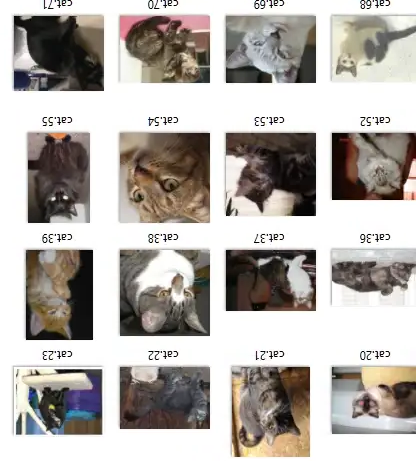 cat.20 cat.21 cat.22 cat.23
cat.36 cat.37 cat.38 cat.39
cat.52 cat.53 cat.54 cat.55
cat.68 cat.69 cat.70 cat.71